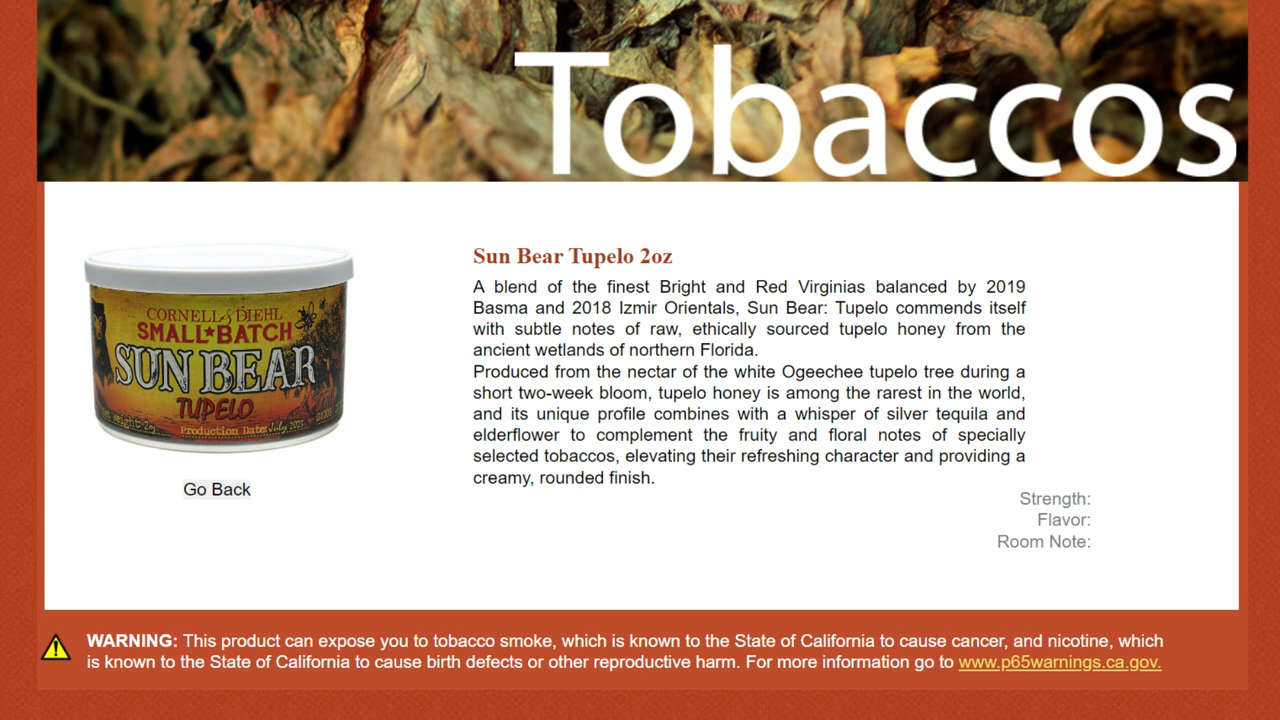 Tobaccos
Sun Bear Tupelo 2oz
A blend of the finest Bright and Red Virginias balanced by 2019
Basma and 2018 Izmir Orientals, Sun Bear: Tupelo commends itself
with subtle notes of raw, ethically sourced tupelo honey from the
ancient wetlands of northern Florida.
Produced from the nectar of the white Ogeechee tupelo tree during a
short two-week bloom, tupelo honey is among the rarest in the world,
and its unique profile combines with a whisper of silver tequila and
elderflower to complement the fruity and floral notes of specially
selected tobaccos, elevating their refreshing character and providing a
creamy, rounded finish.
Strength:
Flavor:
Room Note:
CORNELL & DIEHL
SMALL★BATCH
SUN BEAR
TUPELO
Net Weight 2oz.
Production Date: July 2023
Go Back
WARNING: This product can expose you to tobacco smoke, which is known to the State of California to cause cancer, and nicotine, which
is known to the State of California to cause birth defects or other reproductive harm. For more information go to www.p65warnings.ca.gov.